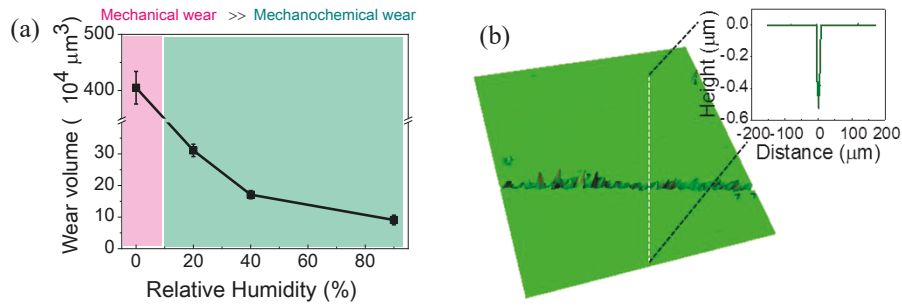 Mechanical wear >> Mechanochemical wear
(a)
Wear volume ( 10⁴ μm³)
500
400
30
20
10
0
0 20 40 60 80
Relative Humidity (%)
(b)
Height (μm)
0.0
-0.2
-0.4
-0.6
-200 -100 0 100 200
Distance (μm)